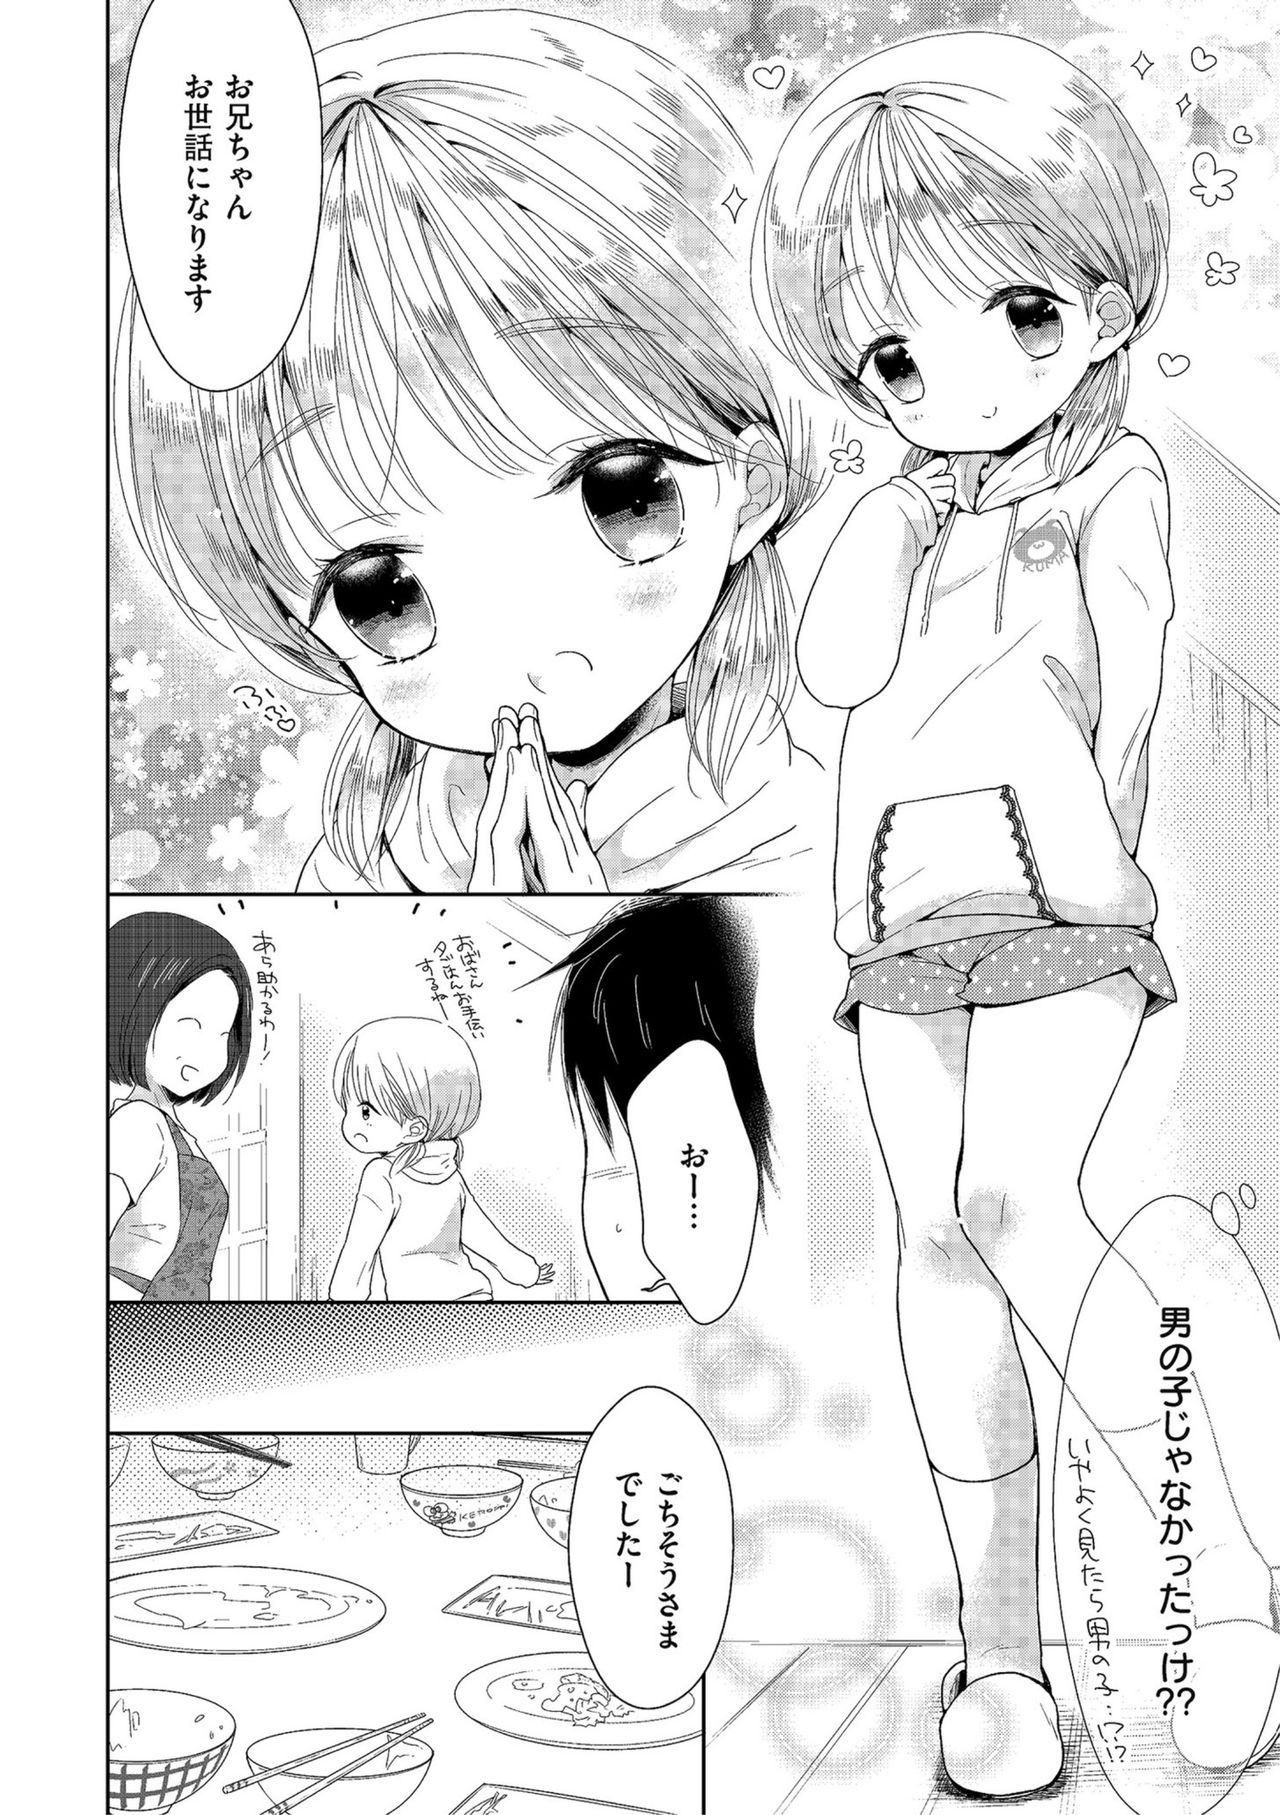 男の子じゃなかったっけ??
いやよく見たら男の子…に!?
KUMA
お兄ちゃん
お世話になります
おー…
おばさん
夕ごはんお手伝い
するねー
あら助かるわー!
ごちそうさま
でしたー